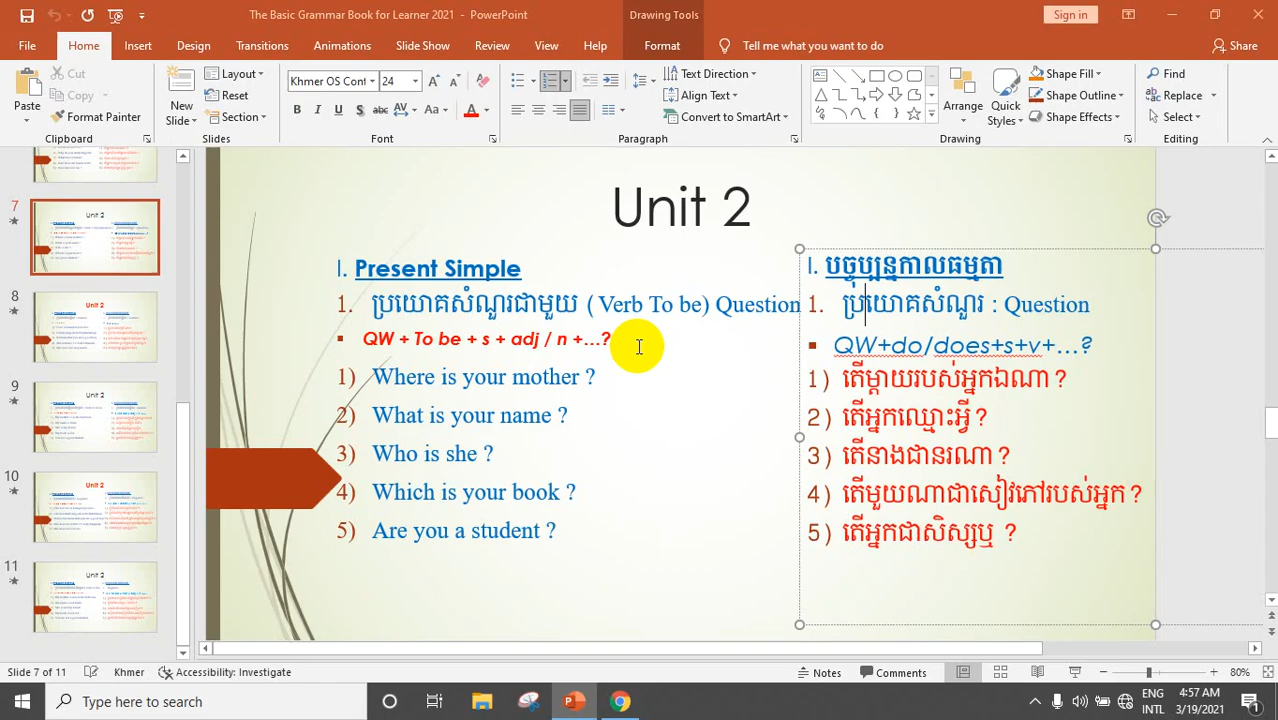 The Basic Grammar Book for Learner 2021 - PowerPoint
Drawing Tools
Sign in
File
Home
Insert
Design
Transitions
Animations
Slide Show
Review
View
Help
Format
Tell me what you want to do
Share
Paste
Cut
Copy
Format Painter
Clipboard
New Slide
Layout
Reset
Section
Slides
Khmer OS Cont
24
Font
Text Direction
Align Text
Convert to SmartArt
Paragraph
Arrange
Quick Styles
Shape Fill
Shape Outline
Shape Effects
Drawing
Find
Replace
Select
Editing
7
8
9
10
11
Unit 2
I. Present Simple
1. ប្រយោគសំណួរជាមួយ ( Verb To be) Question
QW + To be + s + adj / n +...?
1) Where is your mother ?
2) What is your name ?
3) Who is she ?
4) Which is your book ?
5) Are you a student ?
I. បច្ចុប្បន្នកាលធម្មតា
1. ប្រយោគសំណួរ : Question
QW+do/does+s+v+...?
1) តើម្តាយរបស់អ្នកឯណា ?
2) តើអ្នកឈ្មោះអ្វី ?
3) តើនាងជានរណា ?
4) តើមួយណាជាសៀវភៅរបស់អ្នក ?
5) តើអ្នកជាសិស្សឬ ?
Slide 7 of 11
Khmer
Accessibility: Investigate
Notes
Comments
80%
Type here to search
ENG
INTL
4:57 AM
3/19/2021